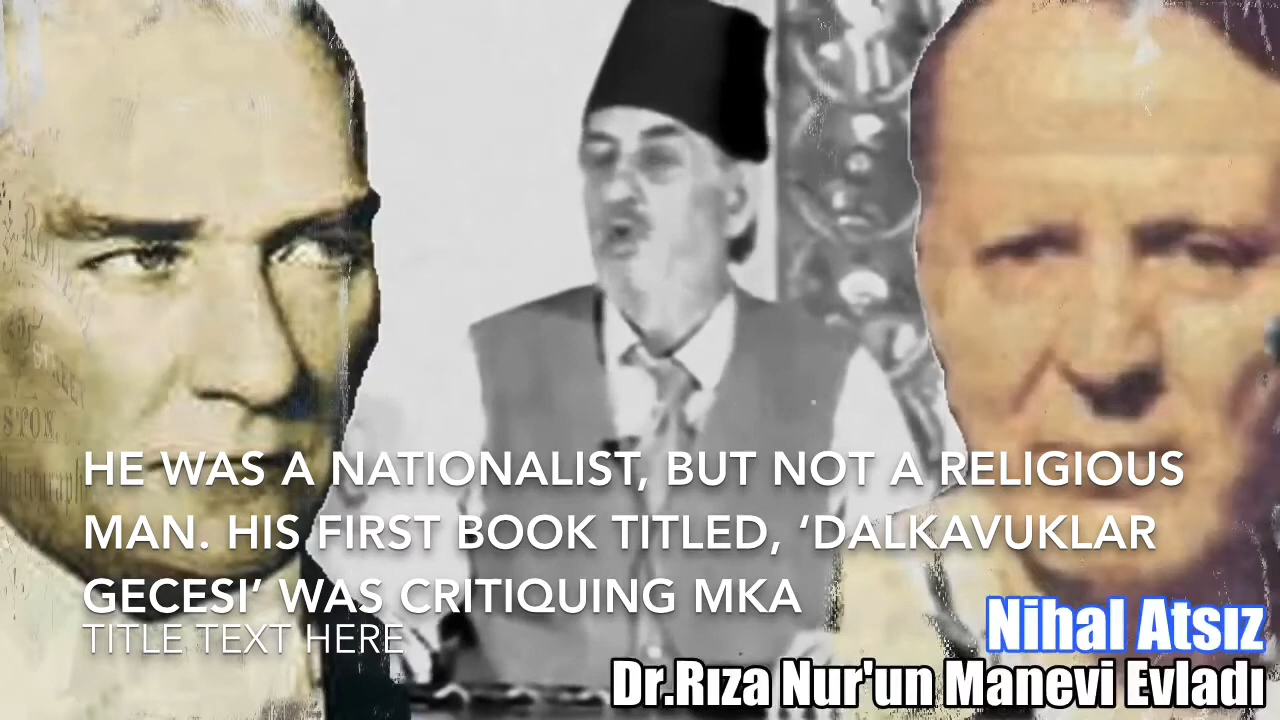 HE WAS A NATIONALIST, BUT NOT A RELIGIOUS
MAN. HIS FIRST BOOK TITLED, ‘DALKAVUKLAR
GECESI’ WAS CRITIQUING MKA
TITLE TEXT HERE
Nihal Atsız
Dr.Rıza Nur'un Manevi Evladı